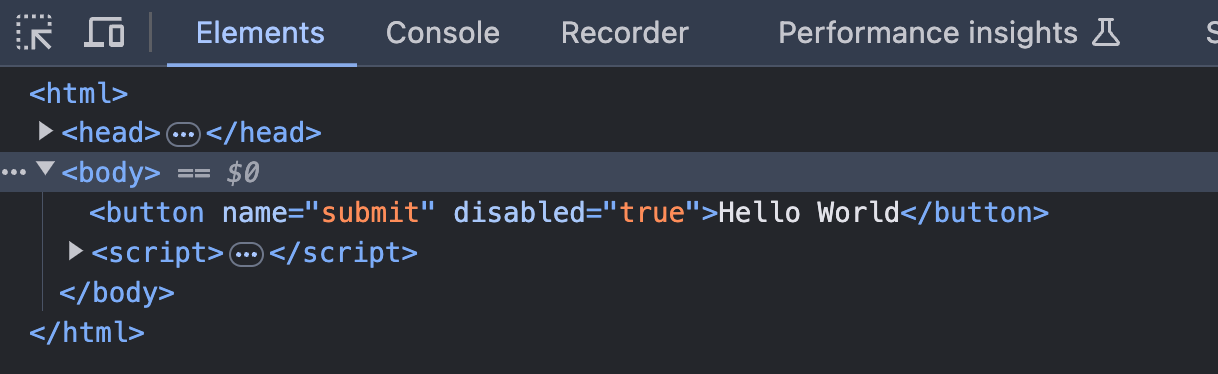 Elements Console Recorder Performance insights S
<html>
<head>…</head>
… <body> == $0
<button name="submit" disabled="true">Hello World</button>
<script>…</script>
</body>
</html>